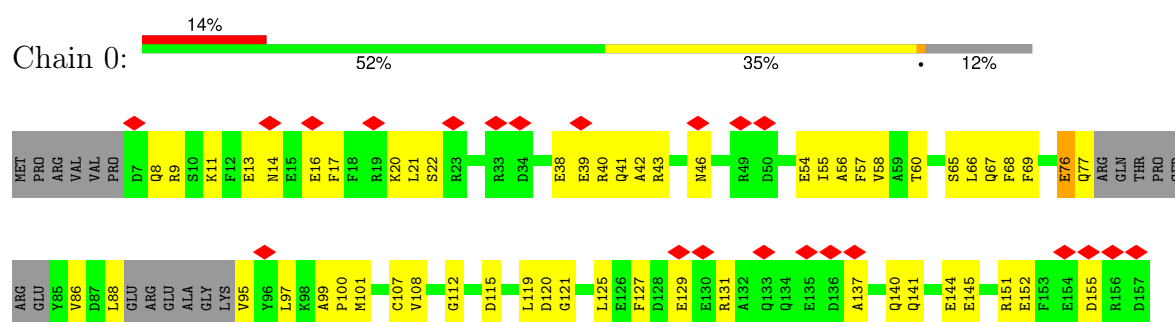 14%
Chain 0:
52% 35% • 12%
MET PRO ARG VAL VAL PRO D7 Q8 R9 S10 K11 F12 E13 N14 E15 E16 F17 F18 R19 K20 L21 S22 R23 R33 D34 E38 E39 R40 Q41 A42 R43 N46 R49 D50 E54 I55 A56 F57 V58 A59 T60 S65 L66 Q67 F68 F69 E76 Q77 ARG GLN THR PRO
ARG GLU Y85 V86 D87 L88 GLU ARG GLU ALA GLY LYS V95 Y96 L97 K98 A99 P100 M101 C107 V108 G112 D115 L119 D120 G121 L125 E126 F127 D128 E129 E130 R131 A132 Q133 Q134 E135 D136 A137 Q140 Q141 E144 E145 R151 E152 F153 E154 D155 R156 D157